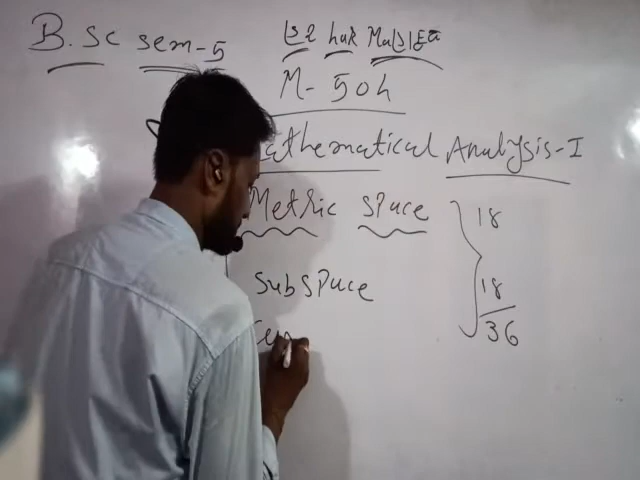 B.Sc sem-5
M-504
athematical Analysis-I
Metric Space 18
Subspace 18
36